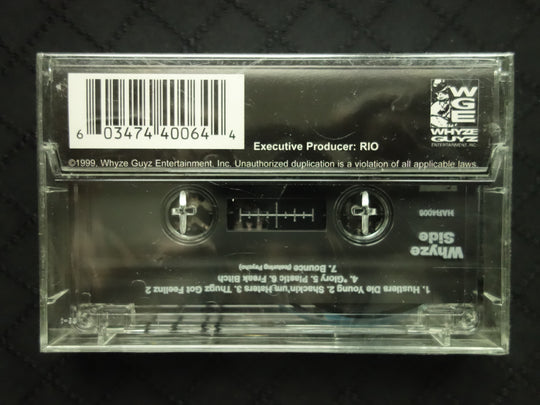 6 03474 40064 4
WGE
WHYZE
GUYZ
ENTERTAINMENT, INC.
Executive Producer: RIO
©1999, Whyze Guyz Entertainment, Inc. Unauthorized duplication is a violation of all applicable laws.
Whyze
Side
1. Hustlers Die Young 2. Shackin'um Haters 3. Thugz Got Feelinz 2
4. *Glory 5. Plastic 6. Freak Bitch
7. Bounce (featuring Psycho)